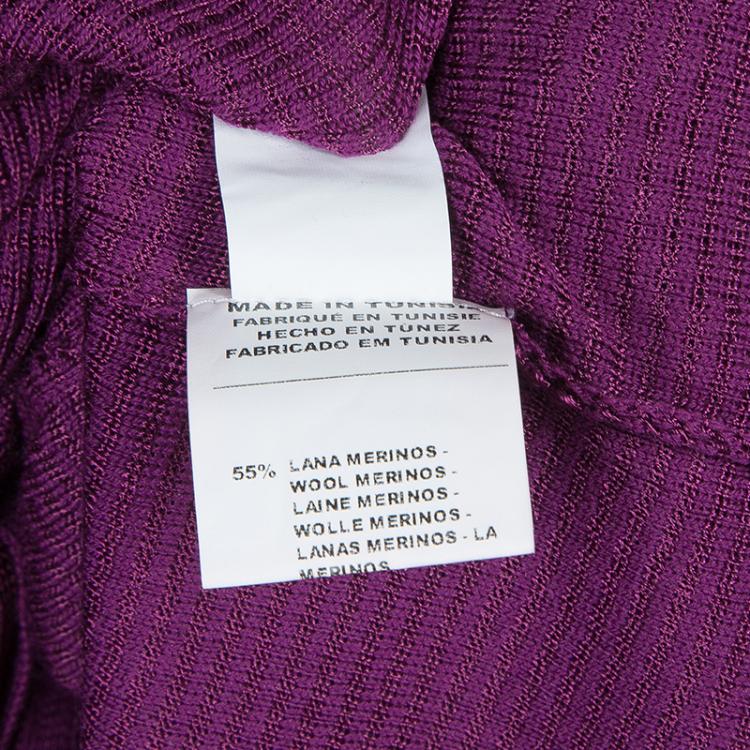 MADE IN TUNISIE
FABRIQUÉ EN TUNISIE
HECHO EN TÚNEZ
FABRICADO EM TUNISIA
55% LANA MERINOS -
WOOL MERINOS -
LAINE MERINOS -
WOLLE MERINOS -
LANAS MERINOS - LA
MERINOS